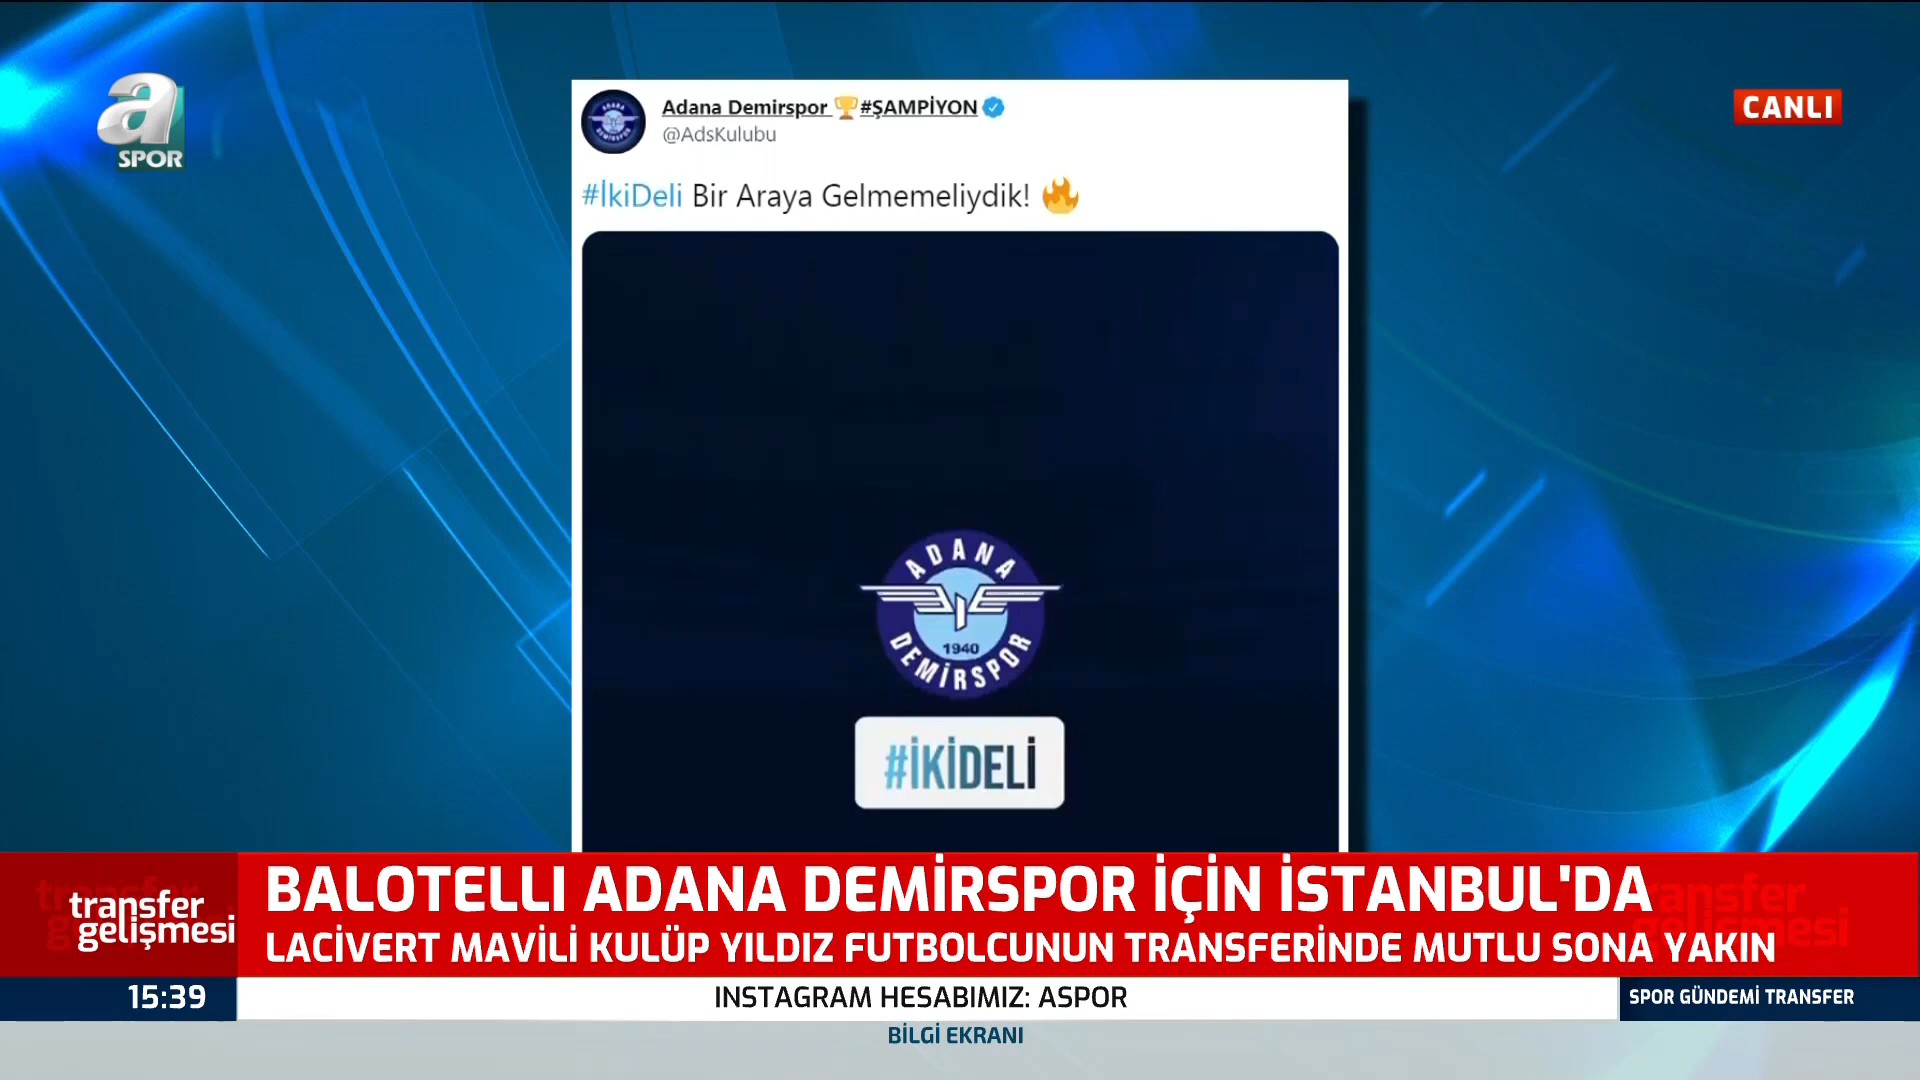 a
SPOR
CANLI
Adana Demirspor 🏆#ŞAMPİYON
@AdsKulubu
#İkiDeli Bir Araya Gelmemeliydik! 🔥
ADANA
1940
DEMİRSPOR
#İKİDELİ
transfer
gelişmesi
BALOTELLI ADANA DEMİRSPOR İÇİN İSTANBUL'DA
LACİVERT MAVİLİ KULÜP YILDIZ FUTBOLCUNUN TRANSFERİNDE MUTLU SONA YAKIN
15:39
INSTAGRAM HESABIMIZ: ASPOR
SPOR GÜNDEMİ TRANSFER
BİLGİ EKRANI